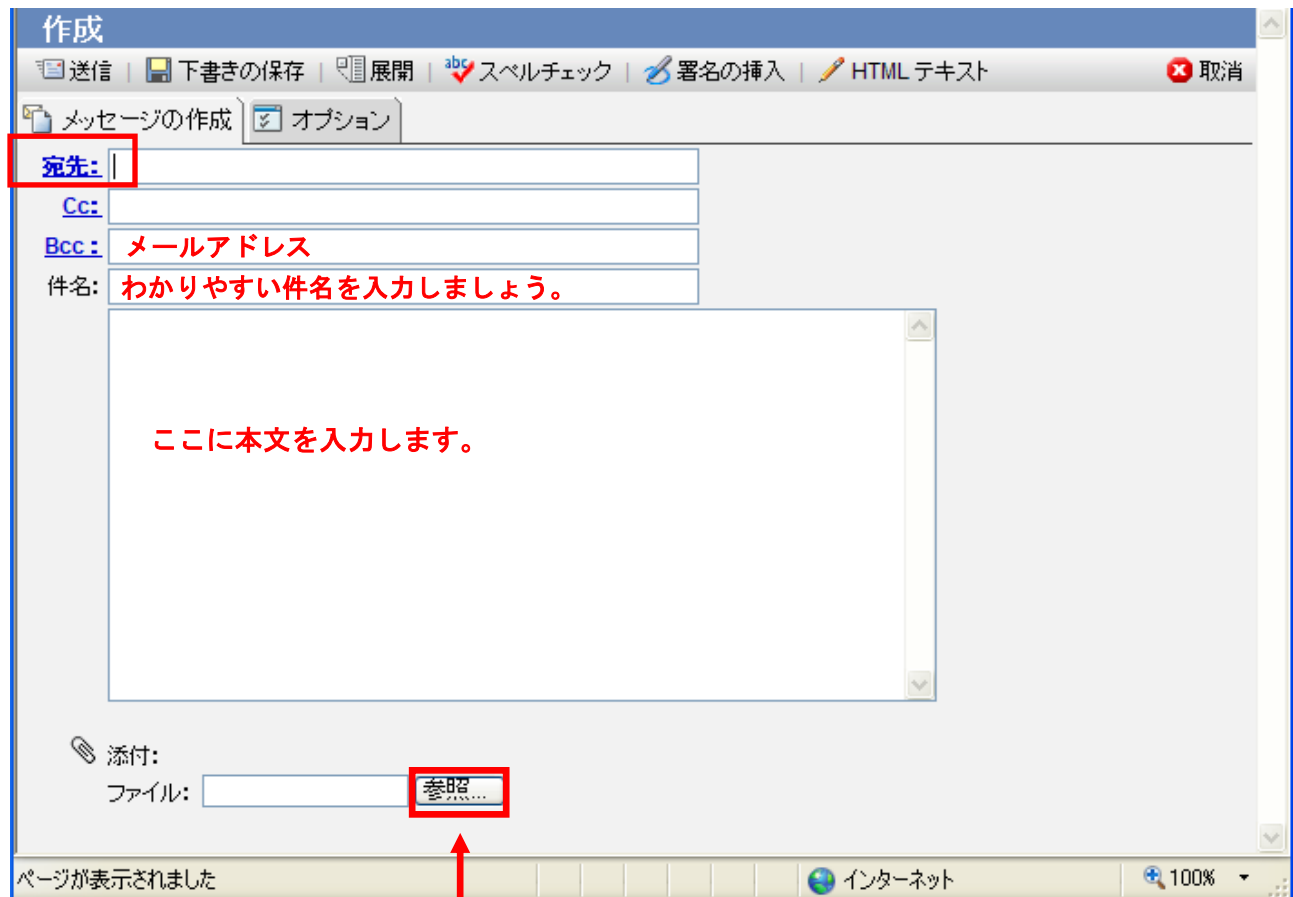 作成
送信 | 下書きの保存 | 展開 | abc スペルチェック | 署名の挿入 | HTML テキスト 取消
メッセージの作成 オプション
宛先:
Cc:
Bcc : メールアドレス
件名: わかりやすい件名を入力しましょう。
ここに本文を入力します。
添付:
ファイル: 参照...
ページが表示されました インターネット 100%